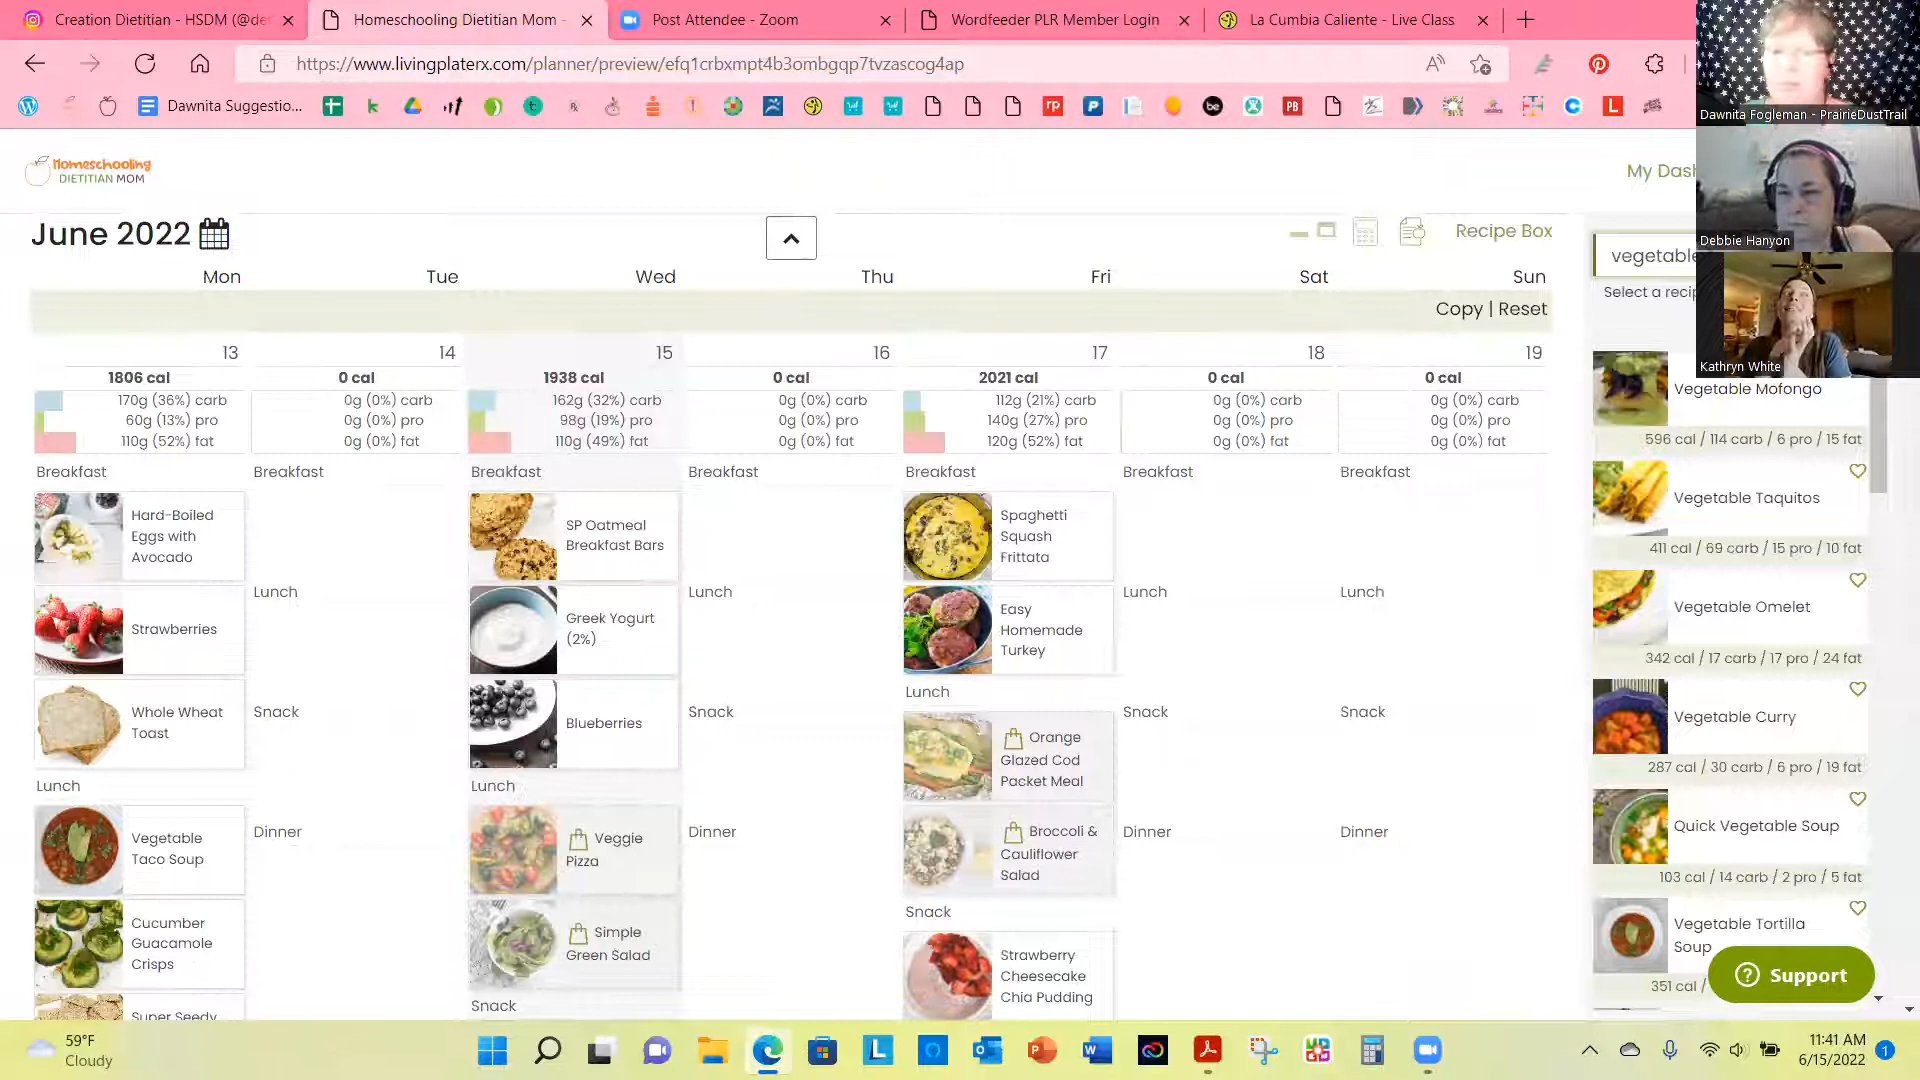 Creation Dietitian - HSDM (@de
Homeschooling Dietitian Mom -
Post Attendee - Zoom
Wordfeeder PLR Member Login
La Cumbia Caliente - Live Class
https://www.livingplaterx.com/planner/preview/efq1crbxmpt4b3ombgqp7tvzascog4ap
Dawnita Suggestio...
Dawnita Fogleman - PrairieDustTrail
Debbie Hanyon
Kathryn White
Homeschooling
DIETITIAN MOM
My Dash
June 2022
Recipe Box
Mon Tue Wed Thu Fri Sat Sun
Copy | Reset
13 14 15 16 17 18 19
1806 cal 0 cal 1938 cal 0 cal 2021 cal 0 cal 0 cal
170g (36%) carb 0g (0%) carb 162g (32%) carb 0g (0%) carb 112g (21%) carb 0g (0%) carb 0g (0%) carb
60g (13%) pro 0g (0%) pro 98g (19%) pro 0g (0%) pro 140g (27%) pro 0g (0%) pro 0g (0%) pro
110g (52%) fat 0g (0%) fat 110g (49%) fat 0g (0%) fat 120g (52%) fat 0g (0%) fat 0g (0%) fat
Breakfast
Hard-Boiled
Eggs with
Avocado
Strawberries
Whole Wheat
Toast
Lunch
Vegetable
Taco Soup
Cucumber
Guacamole
Crisps
Super Seedy
Breakfast
Lunch
Snack
Dinner
Breakfast
SP Oatmeal
Breakfast Bars
Greek Yogurt
(2%)
Blueberries
Lunch
Veggie
Pizza
Simple
Green Salad
Snack
Breakfast
Lunch
Snack
Dinner
Breakfast
Spaghetti
Squash
Frittata
Easy
Homemade
Turkey
Lunch
Orange
Glazed Cod
Packet Meal
Broccoli &
Cauliflower
Salad
Snack
Strawberry
Cheesecake
Chia Pudding
Breakfast
Lunch
Snack
Dinner
Breakfast
Lunch
Snack
Dinner
vegetable
Select a recip
Vegetable Mofongo
596 cal / 114 carb / 6 pro / 15 fat
Vegetable Taquitos
411 cal / 69 carb / 15 pro / 10 fat
Vegetable Omelet
342 cal / 17 carb / 17 pro / 24 fat
Vegetable Curry
287 cal / 30 carb / 6 pro / 19 fat
Quick Vegetable Soup
103 cal / 14 carb / 2 pro / 5 fat
Vegetable Tortilla
Soup
351 cal /
Support
59°F
Cloudy
11:41 AM
6/15/2022
1